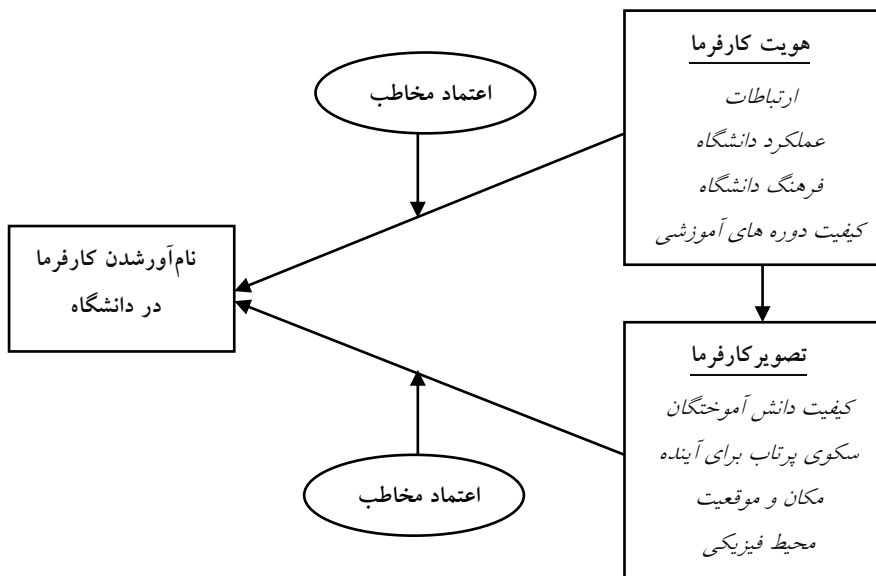 هویت کارفرما
ارتباطات
عملکرد دانشگاه
فرهنگ دانشگاه
کیفیت دوره های آموزشی
اعتماد مخاطب
نام‌آورشدن کارفرما
در دانشگاه
تصویرکارفرما
کیفیت دانش آموختگان
سکوی پرتاب برای آینده
مکان و موقعیت
محیط فیزیکی
اعتماد مخاطب